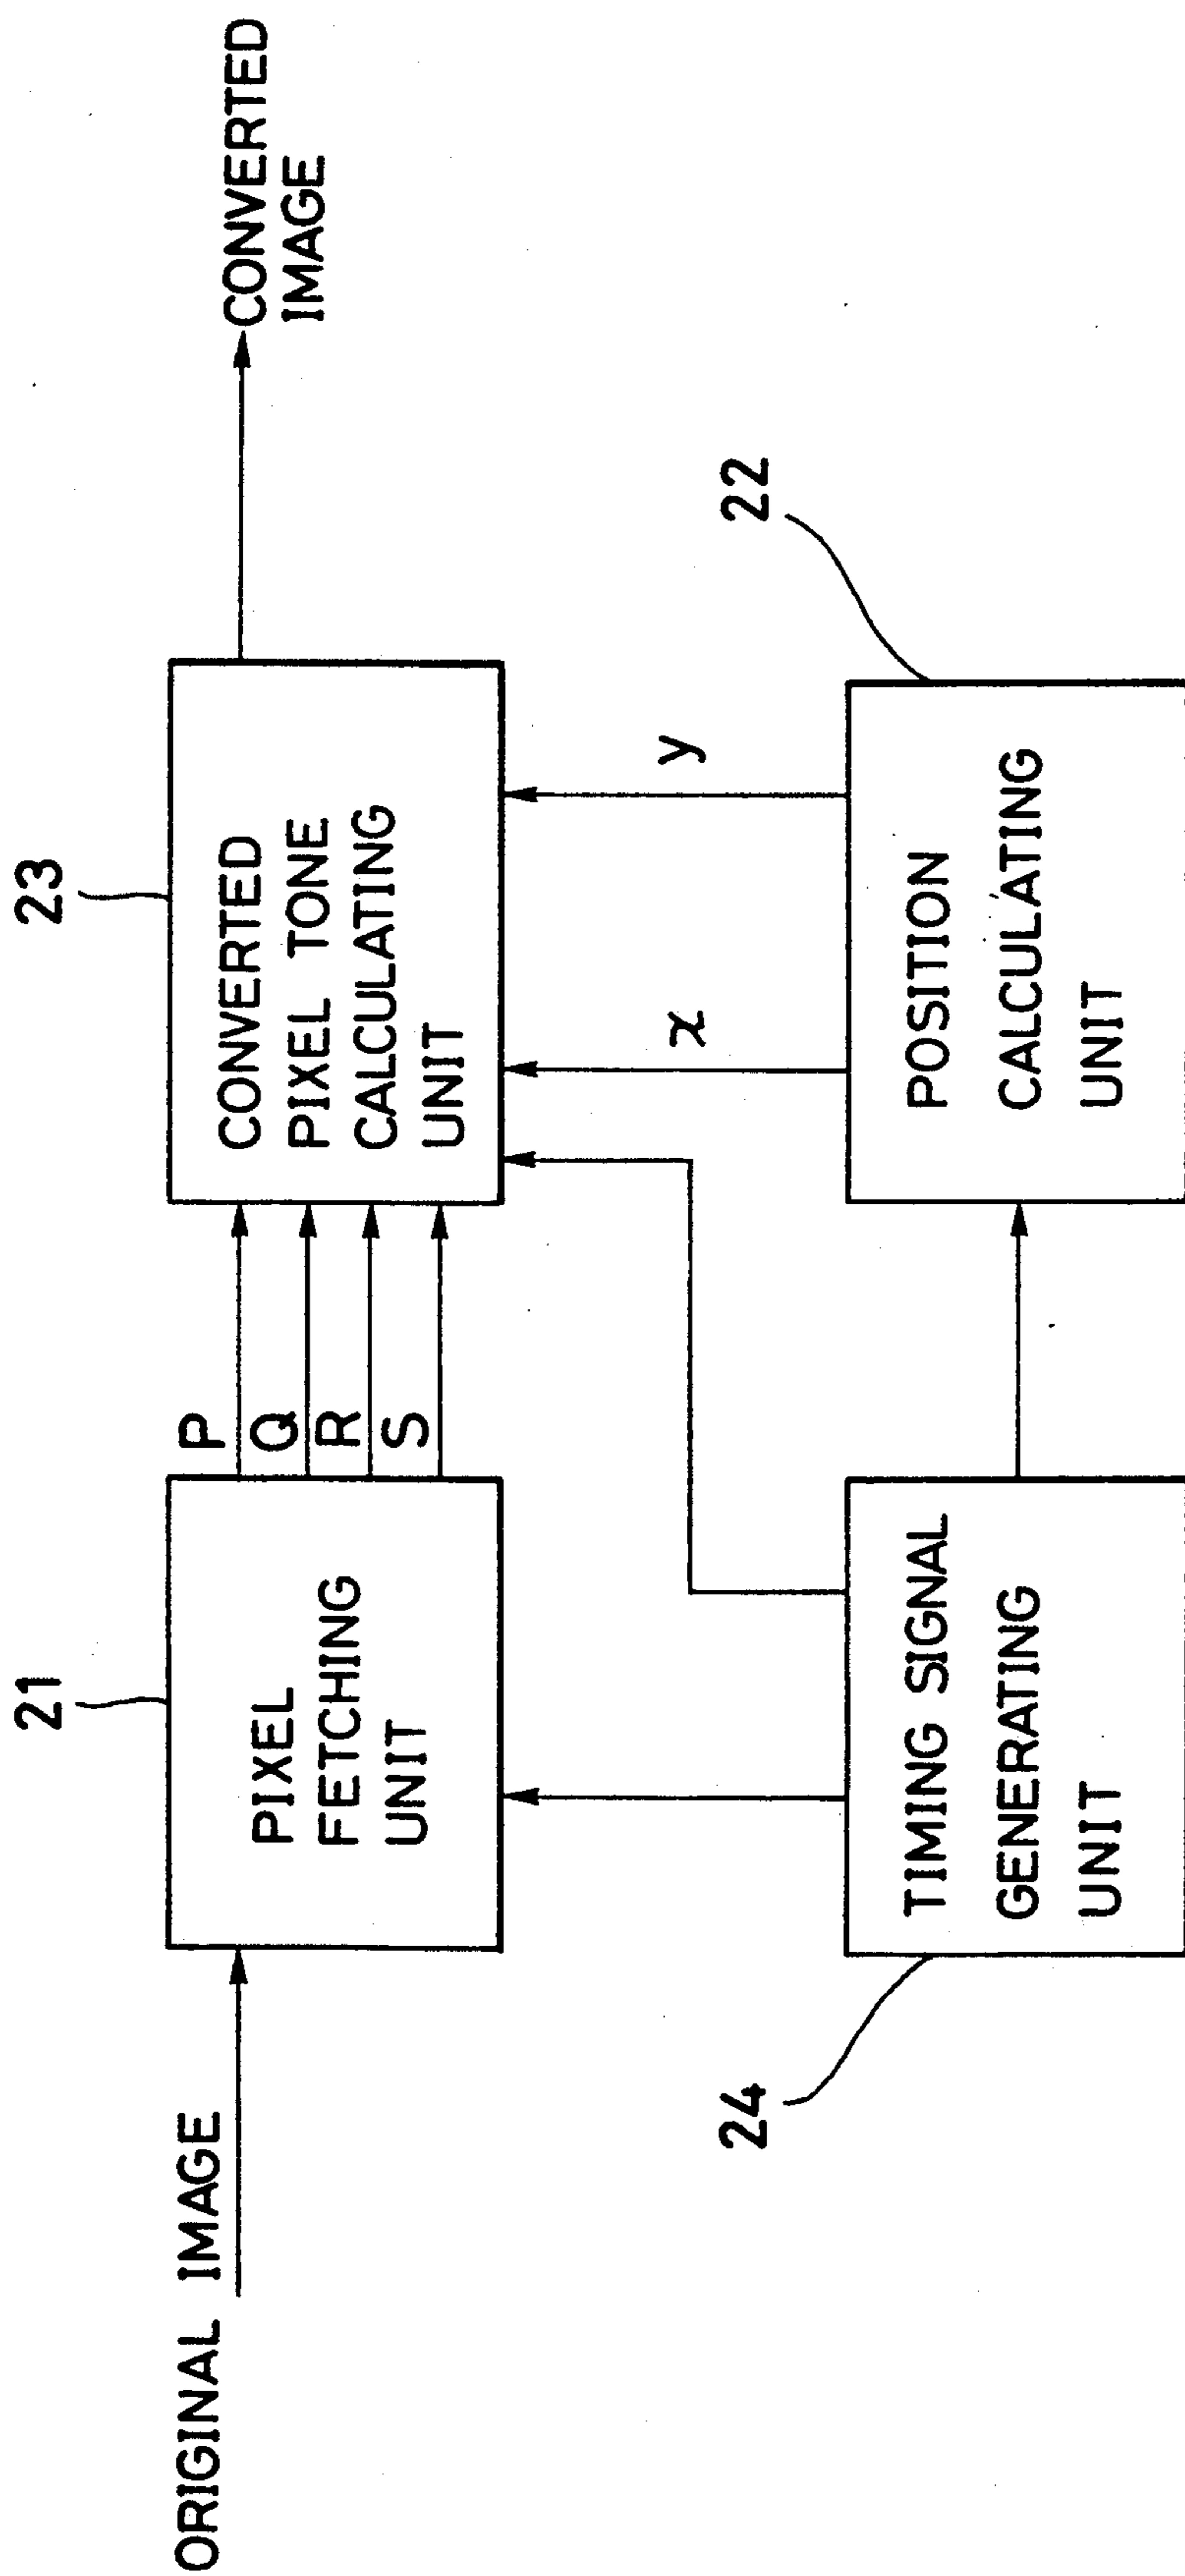 21
23
ORIGINAL IMAGE
PIXEL
FETCHING
UNIT
P
Q
R
S
CONVERTED
PIXEL TONE
CALCULATING
UNIT
CONVERTED
IMAGE
x
y
24
22
TIMING SIGNAL
GENERATING
UNIT
POSITION
CALCULATING
UNIT